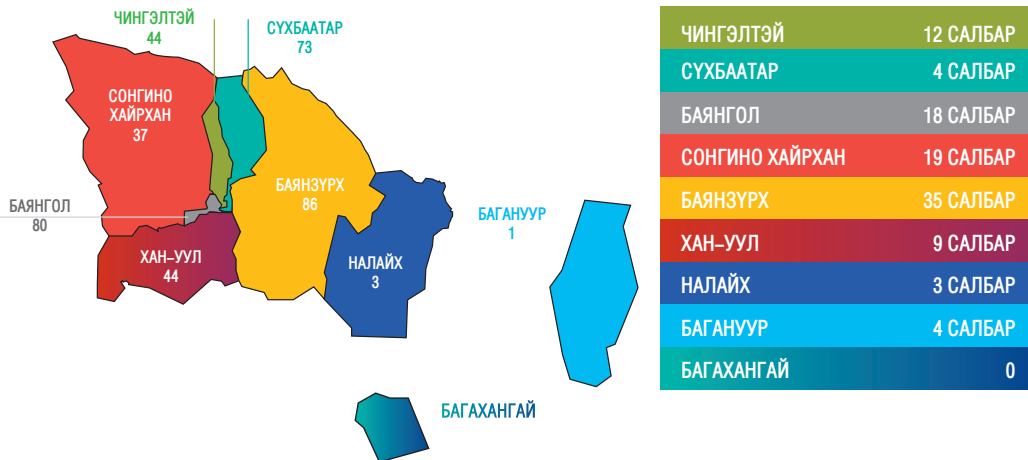 ЧИНГЭЛТЭЙ
44
СҮХБААТАР
73
СОНГИНО
ХАЙРХАН
37
БАЯНЗҮРХ
86
БАЯНГОЛ
80
БАГАНУУР
1
ХАН–УУЛ
44
НАЛАЙХ
3
БАГАХАНГАЙ
ЧИНГЭЛТЭЙ 12 САЛБАР
СҮХБААТАР 4 САЛБАР
БАЯНГОЛ 18 САЛБАР
СОНГИНО ХАЙРХАН 19 САЛБАР
БАЯНЗҮРХ 35 САЛБАР
ХАН–УУЛ 9 САЛБАР
НАЛАЙХ 3 САЛБАР
БАГАНУУР 4 САЛБАР
БАГАХАНГАЙ 0